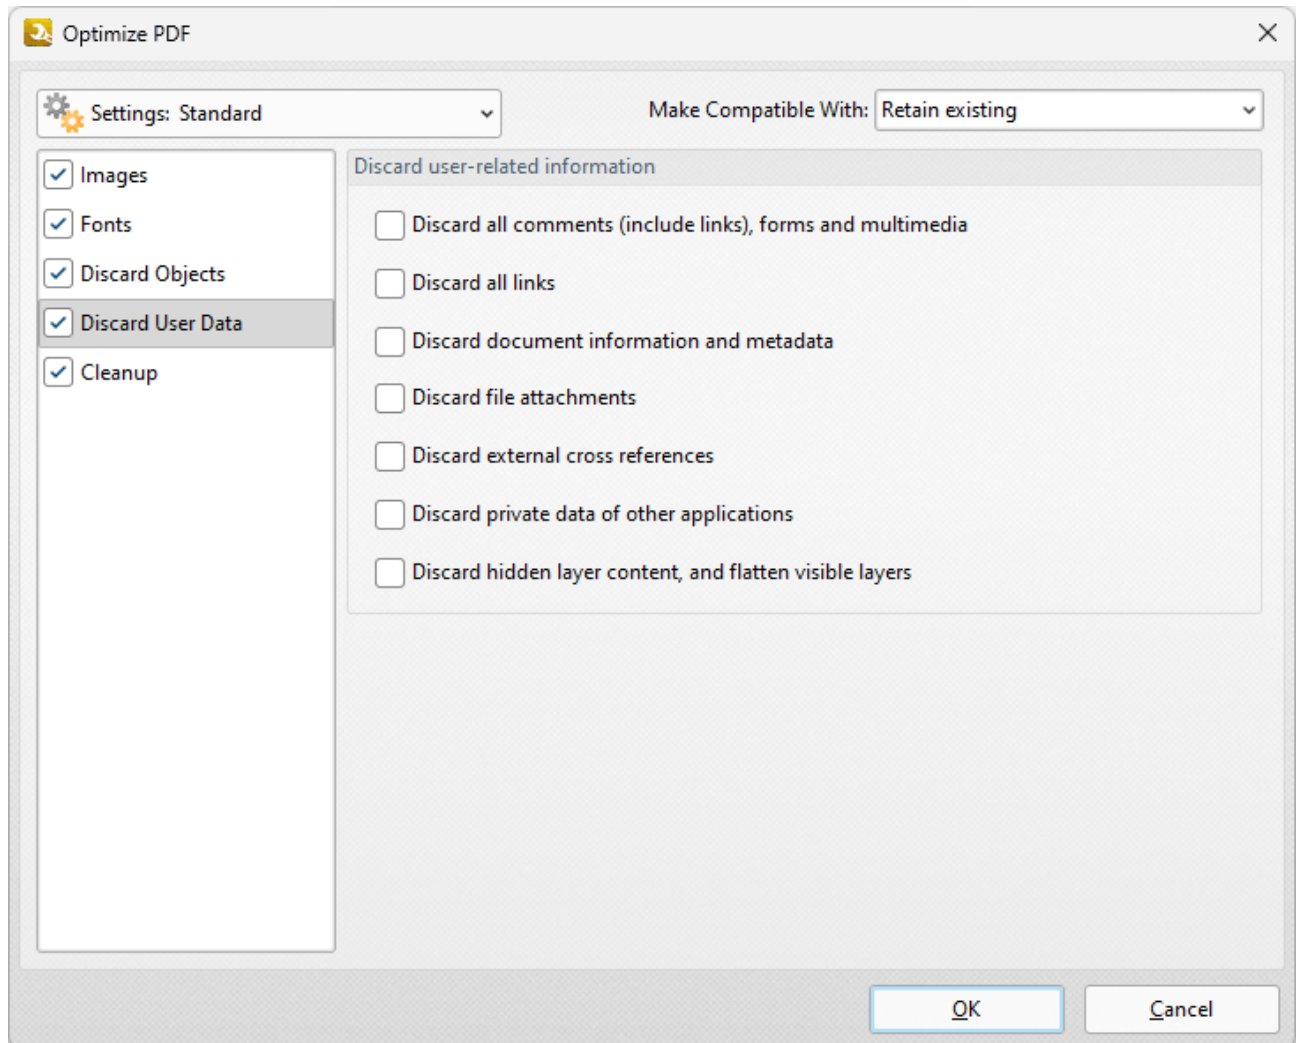 Optimize PDF
Settings: Standard
Make Compatible With: Retain existing
Images
Fonts
Discard Objects
Discard User Data
Cleanup
Discard user-related information
Discard all comments (include links), forms and multimedia
Discard all links
Discard document information and metadata
Discard file attachments
Discard external cross references
Discard private data of other applications
Discard hidden layer content, and flatten visible layers
OK
Cancel